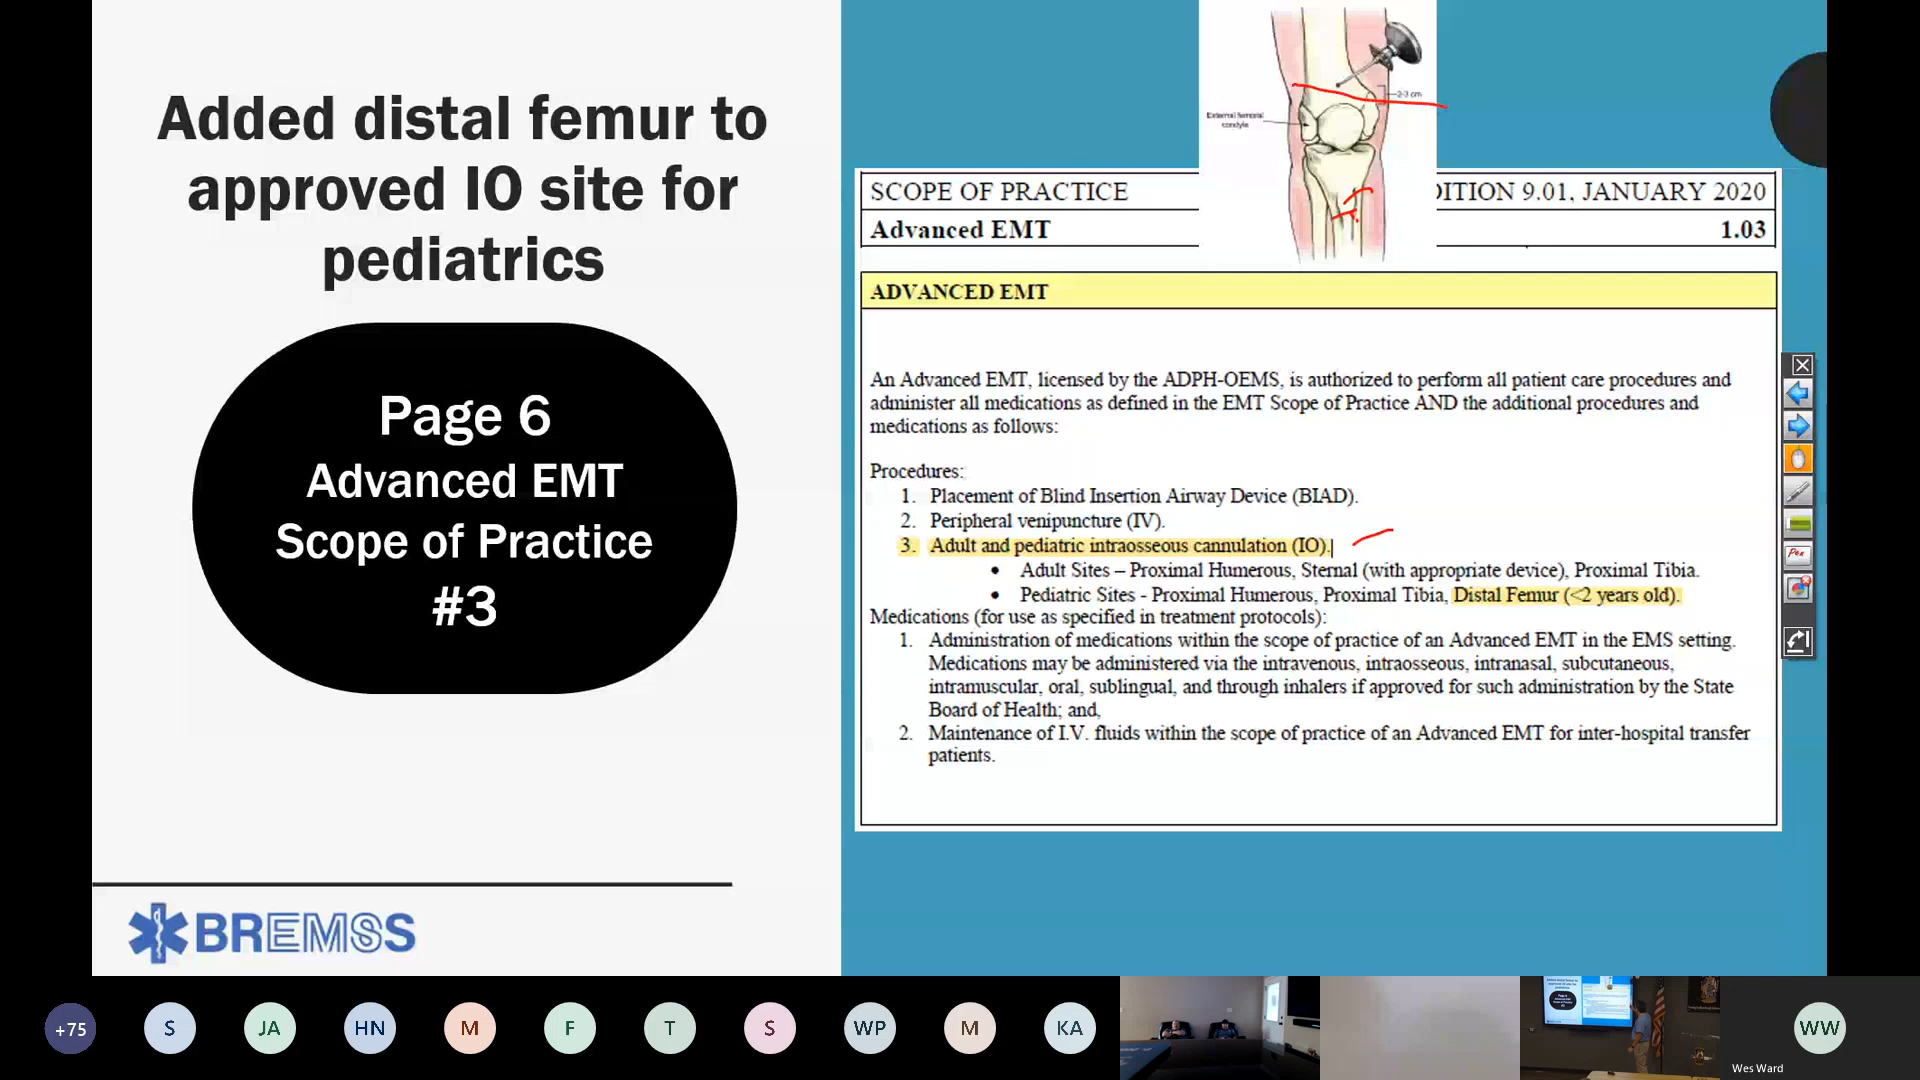 Added distal femur to
approved IO site for
pediatrics
Page 6
Advanced EMT
Scope of Practice
#3
BREMSS
External femoral
condyle
2-3 cm
SCOPE OF PRACTICE
DITION 9.01, JANUARY 2020
Advanced EMT
1.03
ADVANCED EMT
An Advanced EMT, licensed by the ADPH-OEMS, is authorized to perform all patient care procedures and
administer all medications as defined in the EMT Scope of Practice AND the additional procedures and
medications as follows:
Procedures:
1. Placement of Blind Insertion Airway Device (BIAD).
2. Peripheral venipuncture (IV).
3. Adult and pediatric intraosseous cannulation (IO).
• Adult Sites – Proximal Humerous, Sternal (with appropriate device), Proximal Tibia.
• Pediatric Sites - Proximal Humerous, Proximal Tibia, Distal Femur (<2 years old).
Medications (for use as specified in treatment protocols):
1. Administration of medications within the scope of practice of an Advanced EMT in the EMS setting.
Medications may be administered via the intravenous, intraosseous, intranasal, subcutaneous,
intramuscular, oral, sublingual, and through inhalers if approved for such administration by the State
Board of Health; and,
2. Maintenance of I.V. fluids within the scope of practice of an Advanced EMT for inter-hospital transfer
patients.
Pen
+75
S
JA
HN
M
F
T
S
WP
M
KA
Wes Ward
WW